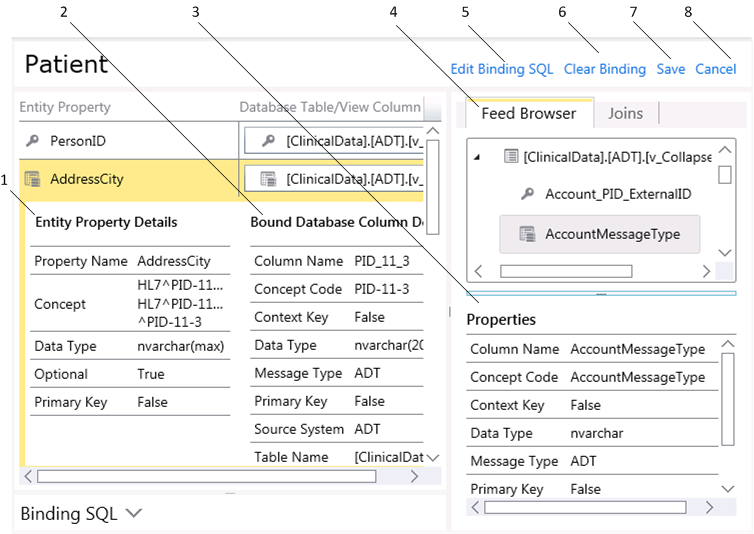 2 3 4 5 6 7 8
Patient
Edit Binding SQL Clear Binding Save Cancel
Entity Property Database Table/View Column
PersonID [ClinicalData].[ADT].[v_
1 AddressCity [ClinicalData].[ADT].[v_
Entity Property Details Bound Database Column D
Property Name AddressCity Column Name PID_11_3
Concept HL7^PID-11... Concept Code PID-11-3
HL7^PID-11... Context Key False
^PID-11-3
Data Type nvarchar(max) Data Type nvarchar(20
Optional True Message Type ADT
Primary Key False Primary Key False
Source System ADT
Table Name [ClinicalDat
Binding SQL
Feed Browser Joins
[ClinicalData].[ADT].[v_Collapse
Account_PID_ExternalID
AccountMessageType
Properties
Column Name AccountMessageType
Concept Code AccountMessageType
Context Key False
Data Type nvarchar
Message Type ADT
Primary Key False